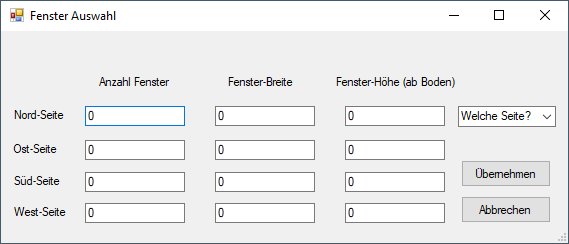 Fenster Auswahl
Anzahl Fenster Fenster-Breite Fenster-Höhe (ab Boden)
Nord-Seite 0 0 0 Welche Seite?
Ost-Seite 0 0 0
Süd-Seite 0 0 0 Übernehmen
West-Seite 0 0 0 Abbrechen